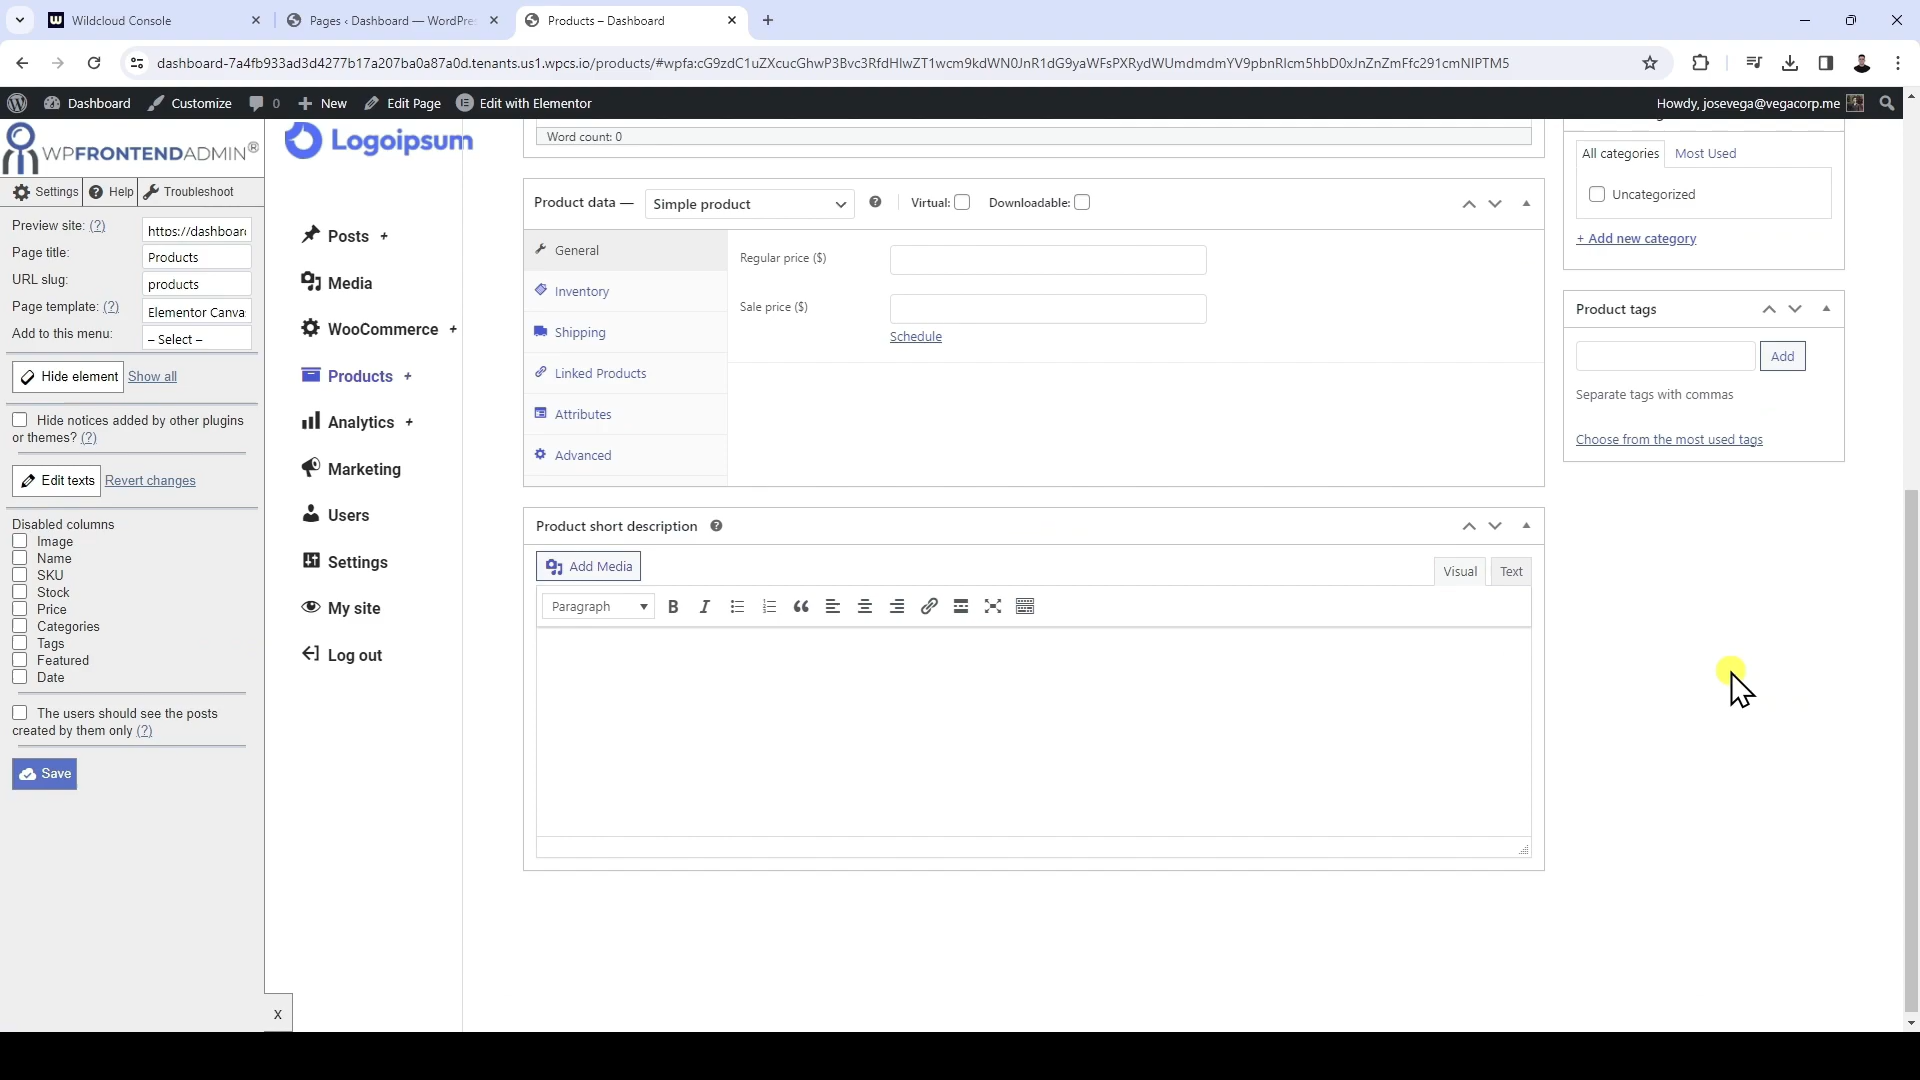 Wildcloud Console
Pages ‹ Dashboard — WordPre
Products – Dashboard
dashboard-7a4fb933ad3d4277b17a207ba0a87a0d.tenants.us1.wpcs.io/products/#wpfa:cG9zdC1uZXcucGhwP3Bvc3RfdHlwZT1wcm9kdWN0JnR1dG9yaWFsPXRydWUmdmdmYV9pbnRlcm5hbD0xJnZnZmFfc291cmNlPTM5
Dashboard
Customize
0
New
Edit Page
Edit with Elementor
Howdy, josevega@vegacorp.me
WPFRONTENDADMIN®
Settings
Help
Troubleshoot
Preview site: (?)
https://dashboard
Page title:
Products
URL slug:
products
Page template: (?)
Elementor Canva
Add to this menu:
– Select –
Hide element
Show all
Hide notices added by other plugins
or themes? (?)
Edit texts
Revert changes
Disabled columns
Image
Name
SKU
Stock
Price
Categories
Tags
Featured
Date
The users should see the posts
created by them only (?)
Save
X
Logoipsum
Posts +
Media
WooCommerce +
Products +
Analytics +
Marketing
Users
Settings
My site
Log out
Word count: 0
Product data —
Simple product
Virtual:
Downloadable:
General
Inventory
Shipping
Linked Products
Attributes
Advanced
Regular price ($)
Sale price ($)
Schedule
Product short description
Add Media
Visual
Text
Paragraph
B
I
All categories
Most Used
Uncategorized
+ Add new category
Product tags
Add
Separate tags with commas
Choose from the most used tags